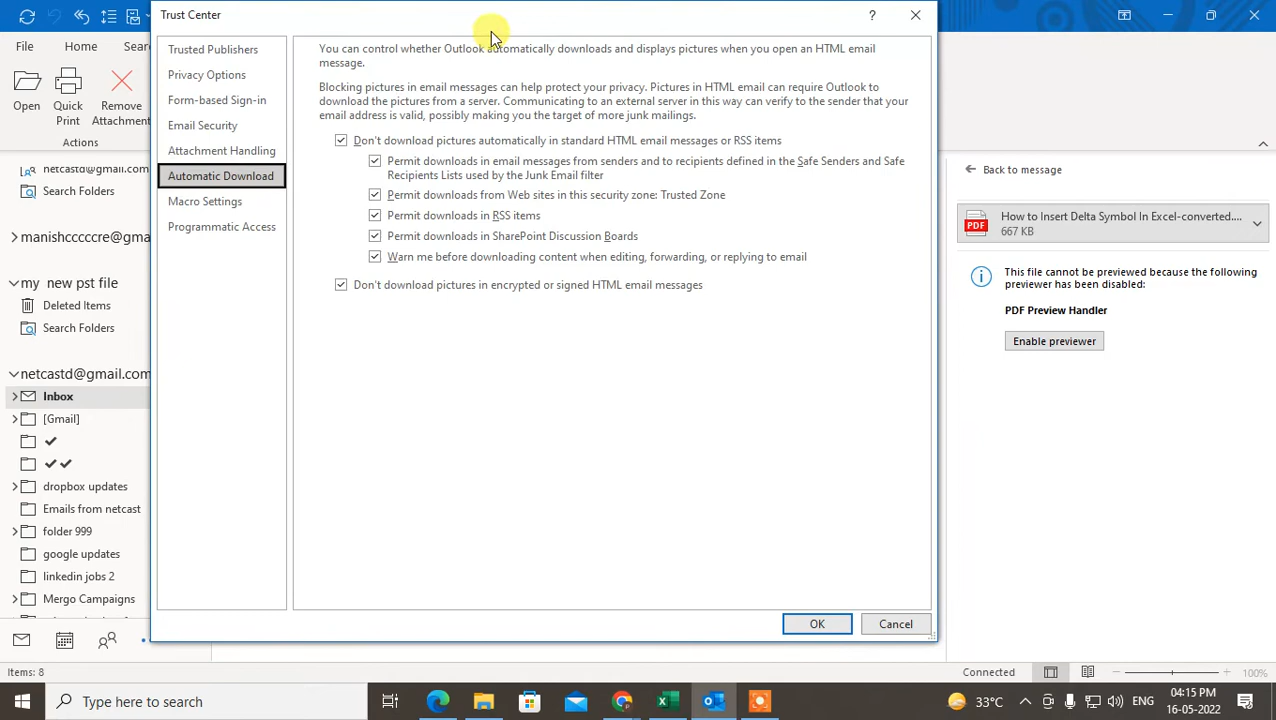 Trust Center
?
File
Home
Sear
Open
Quick
Print
Remove
Attachment
Actions
Trusted Publishers
Privacy Options
Form-based Sign-in
Email Security
Attachment Handling
Automatic Download
Macro Settings
Programmatic Access
You can control whether Outlook automatically downloads and displays pictures when you open an HTML email
message.
Blocking pictures in email messages can help protect your privacy. Pictures in HTML email can require Outlook to
download the pictures from a server. Communicating to an external server in this way can verify to the sender that your
email address is valid, possibly making you the target of more junk mailings.
Don't download pictures automatically in standard HTML email messages or RSS items
Permit downloads in email messages from senders and to recipients defined in the Safe Senders and Safe
Recipients Lists used by the Junk Email filter
Permit downloads from Web sites in this security zone: Trusted Zone
Permit downloads in RSS items
Permit downloads in SharePoint Discussion Boards
Warn me before downloading content when editing, forwarding, or replying to email
Don't download pictures in encrypted or signed HTML email messages
OK
Cancel
netcastd@gmail.com
Search Folders
manishcccccre@gma
my new pst file
Deleted Items
Search Folders
netcastd@gmail.com
Inbox
[Gmail]
dropbox updates
Emails from netcast
folder 999
google updates
linkedin jobs 2
Mergo Campaigns
Back to message
How to Insert Delta Symbol In Excel-converted....
PDF
667 KB
This file cannot be previewed because the following
previewer has been disabled:
PDF Preview Handler
Enable previewer
Items: 8
Connected
100%
Type here to search
33°C
ENG
04:15 PM
16-05-2022